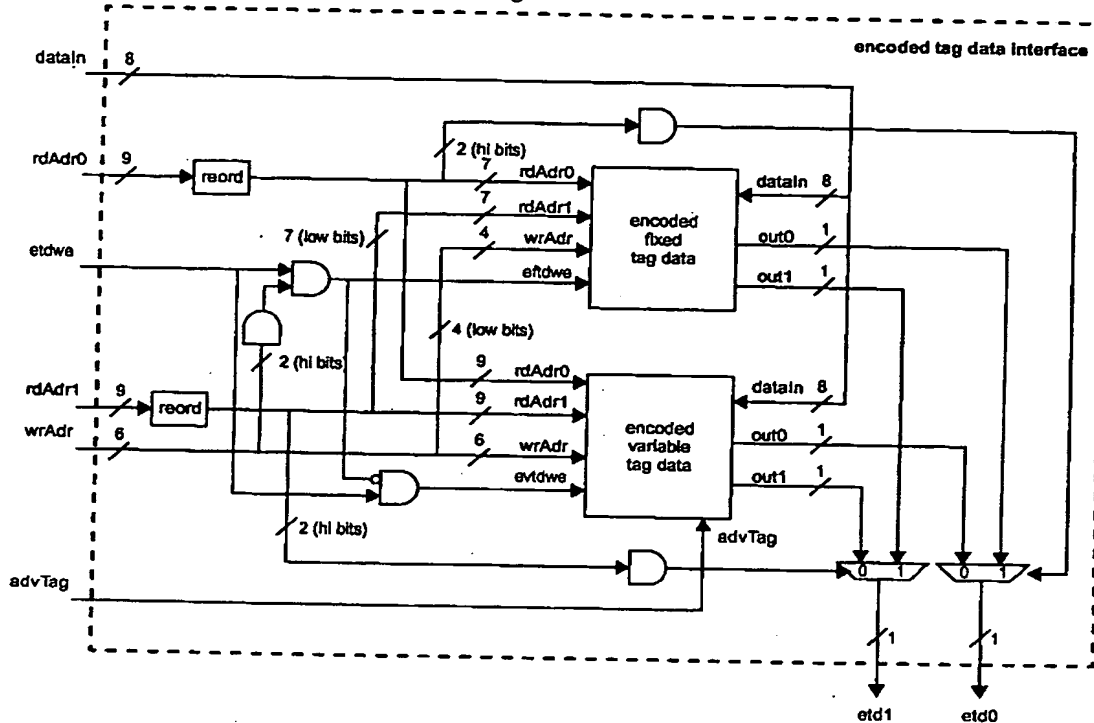 encoded tag data interface
dataIn
8
2 (hi bits)
rdAdr0
9
reord
7
rdAdr0
dataIn
8
7
rdAdr1
encoded
fixed
tag data
7 (low bits)
4
wrAdr
out0
1
etdwe
eftdwe
out1
1
4 (low bits)
2 (hi bits)
9
rdAdr0
dataIn
8
rdAdr1
9
reord
9
rdAdr1
encoded
variable
tag data
wrAdr
6
6
wrAdr
out0
1
evtdwe
out1
1
2 (hi bits)
advTag
0
1
0
1
advTag
1
1
etd1
etd0